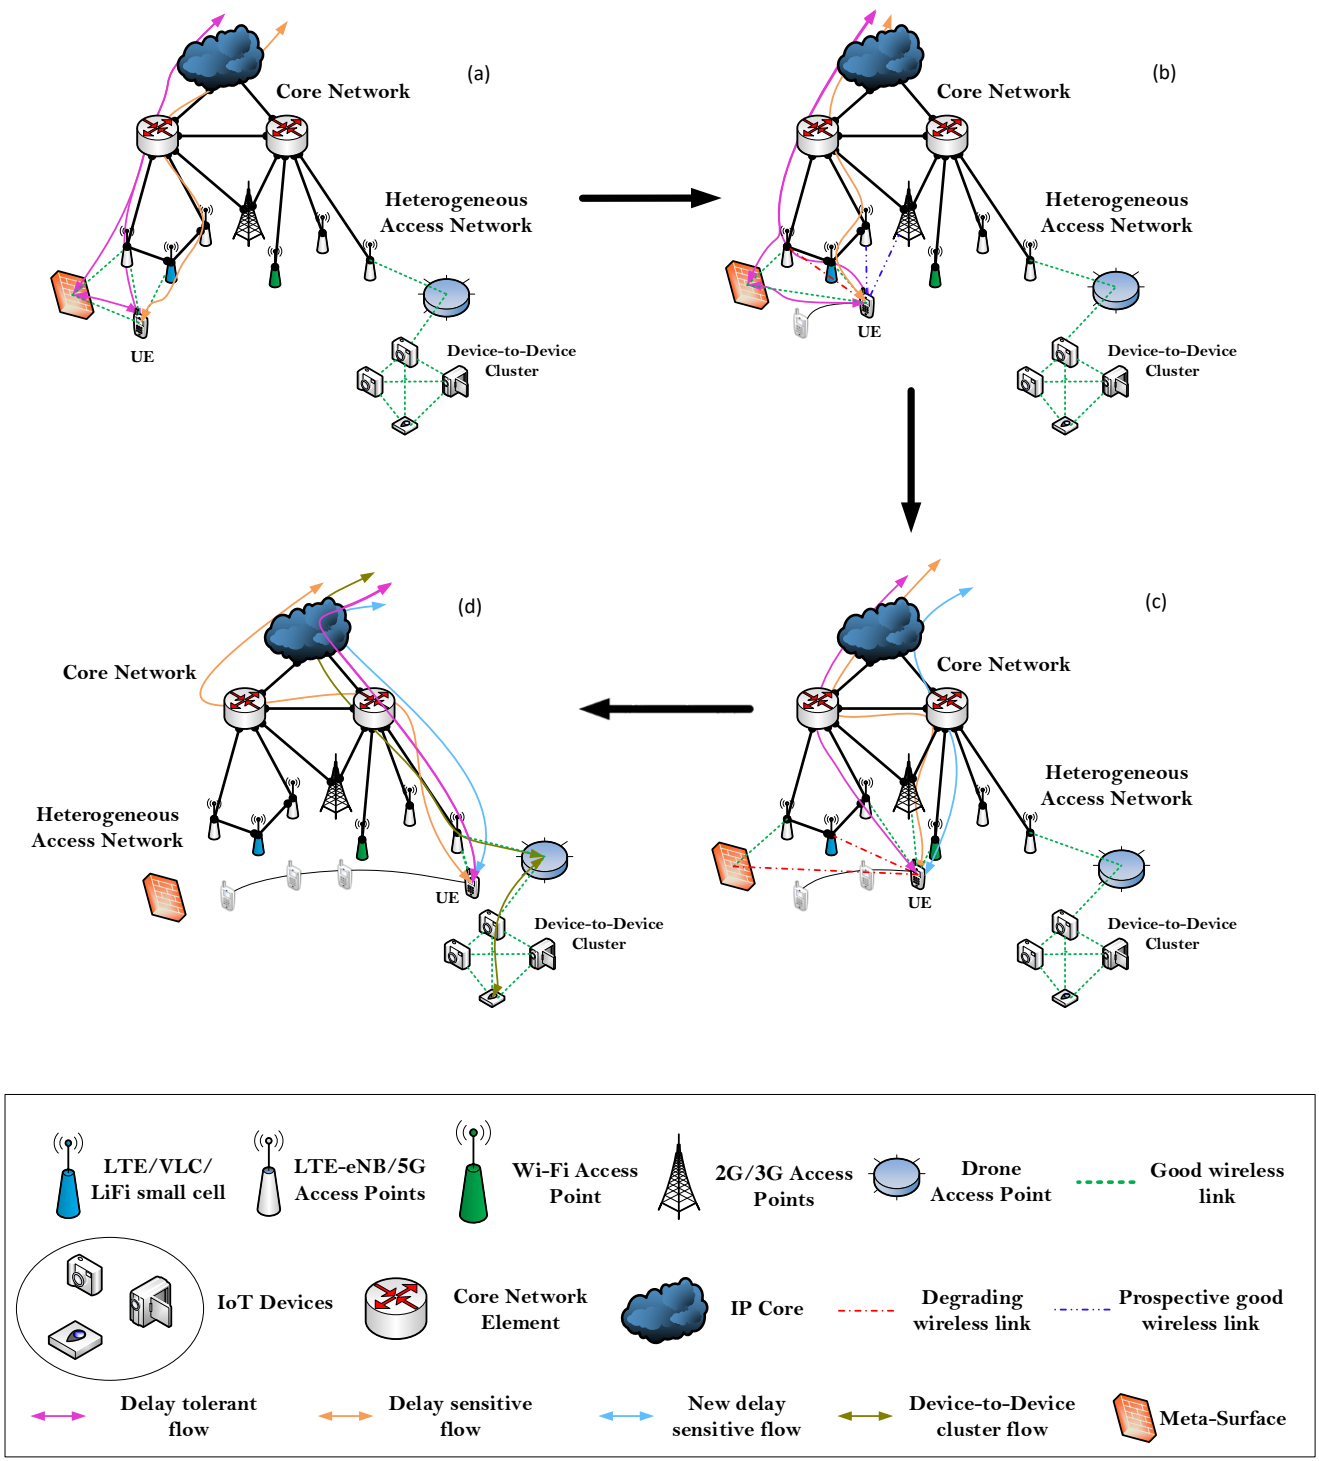 (a)
Core Network
Heterogeneous
Access Network
UE
Device-to-Device
Cluster
(b)
Core Network
Heterogeneous
Access Network
UE
Device-to-Device
Cluster
(d)
Core Network
Heterogeneous
Access Network
UE
Device-to-Device
Cluster
(c)
Core Network
Heterogeneous
Access Network
UE
Device-to-Device
Cluster
LTE/VLC/
LiFi small cell
LTE-eNB/5G
Access Points
Wi-Fi Access
Point
2G/3G Access
Points
Drone
Access Point
Good wireless
link
IoT Devices
Core Network
Element
IP Core
Degrading
wireless link
Prospective good
wireless link
Delay tolerant
flow
Delay sensitive
flow
New delay
sensitive flow
Device-to-Device
cluster flow
Meta-Surface